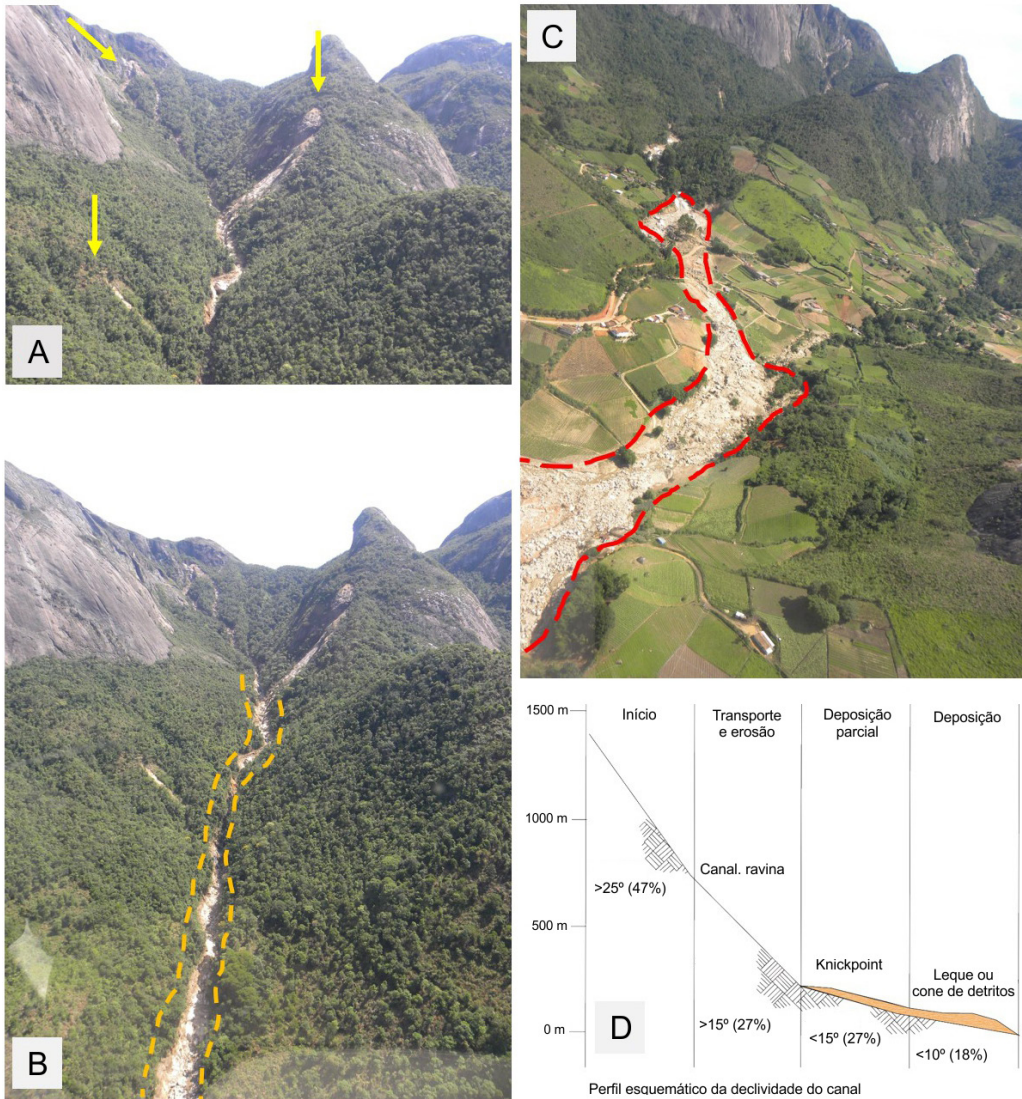 A
B
C
1500 m
1000 m
500 m
0 m
Início
Transporte
e erosão
Deposição
parcial
Deposição
>25º (47%)
Canal. ravina
>15º (27%)
Knickpoint
<15º (27%)
Leque ou
cone de detritos
<10º (18%)
D
Perfil esquemático da declividade do canal